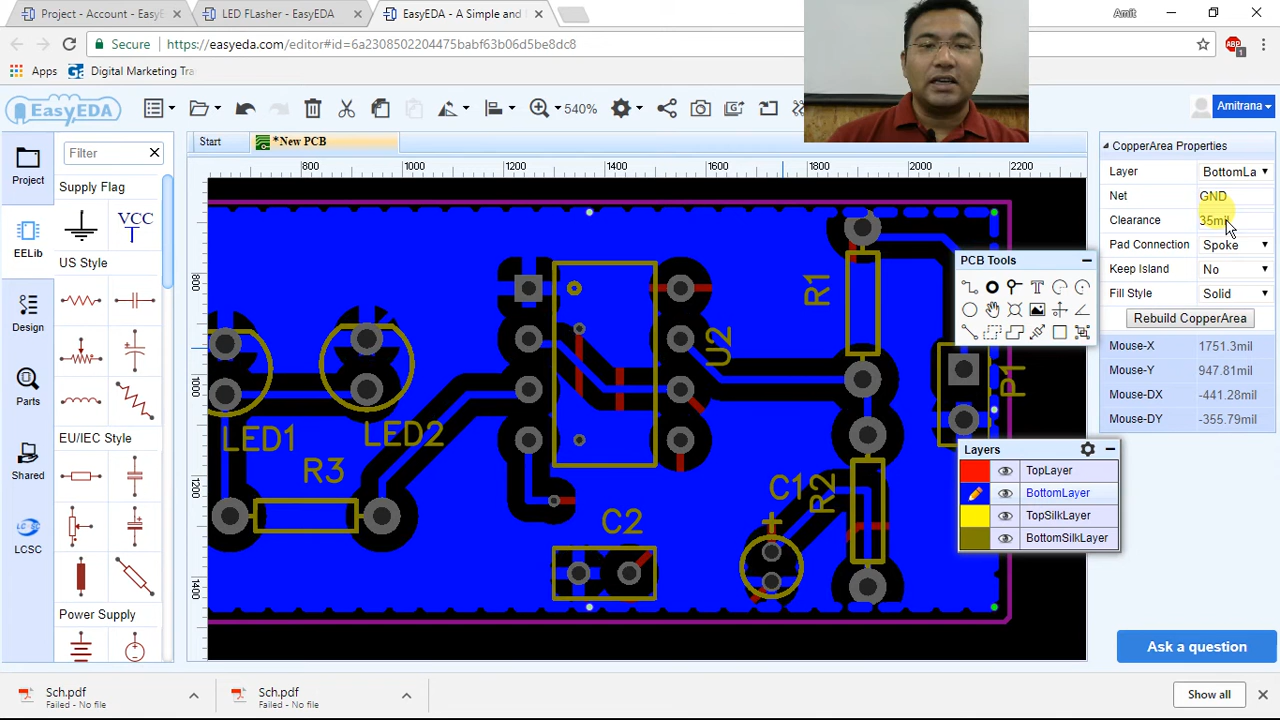 Project - Account - EasyE
LED FLasher - EasyEDA
EasyEDA - A Simple and
Amit
Secure
https://easyeda.com/editor#id=6a2308502204475babf63b06d5be8dc8
ABP
1
Apps
Digital Marketing Tra
EasyEDA
540%
Amitrana
Project
EELib
Design
Parts
Shared
LCSC
Filter
Supply Flag
VCC
US Style
EU/IEC Style
Power Supply
Start
*New PCB
800
1000
1200
1400
1600
1800
2000
2200
800
1000
1200
1400
LED1
LED2
R3
U2
C2
C1
R2
R1
P1
PCB Tools
T
Layers
TopLayer
BottomLayer
TopSilkLayer
BottomSilkLayer
CopperArea Properties
Layer
BottomLa
Net
GND
Clearance
35mil
Pad Connection
Spoke
Keep Island
No
Fill Style
Solid
Rebuild CopperArea
Mouse-X
1751.3mil
Mouse-Y
947.81mil
Mouse-DX
-441.28mil
Mouse-DY
-355.79mil
Ask a question
Sch.pdf
Failed - No file
Sch.pdf
Failed - No file
Show all